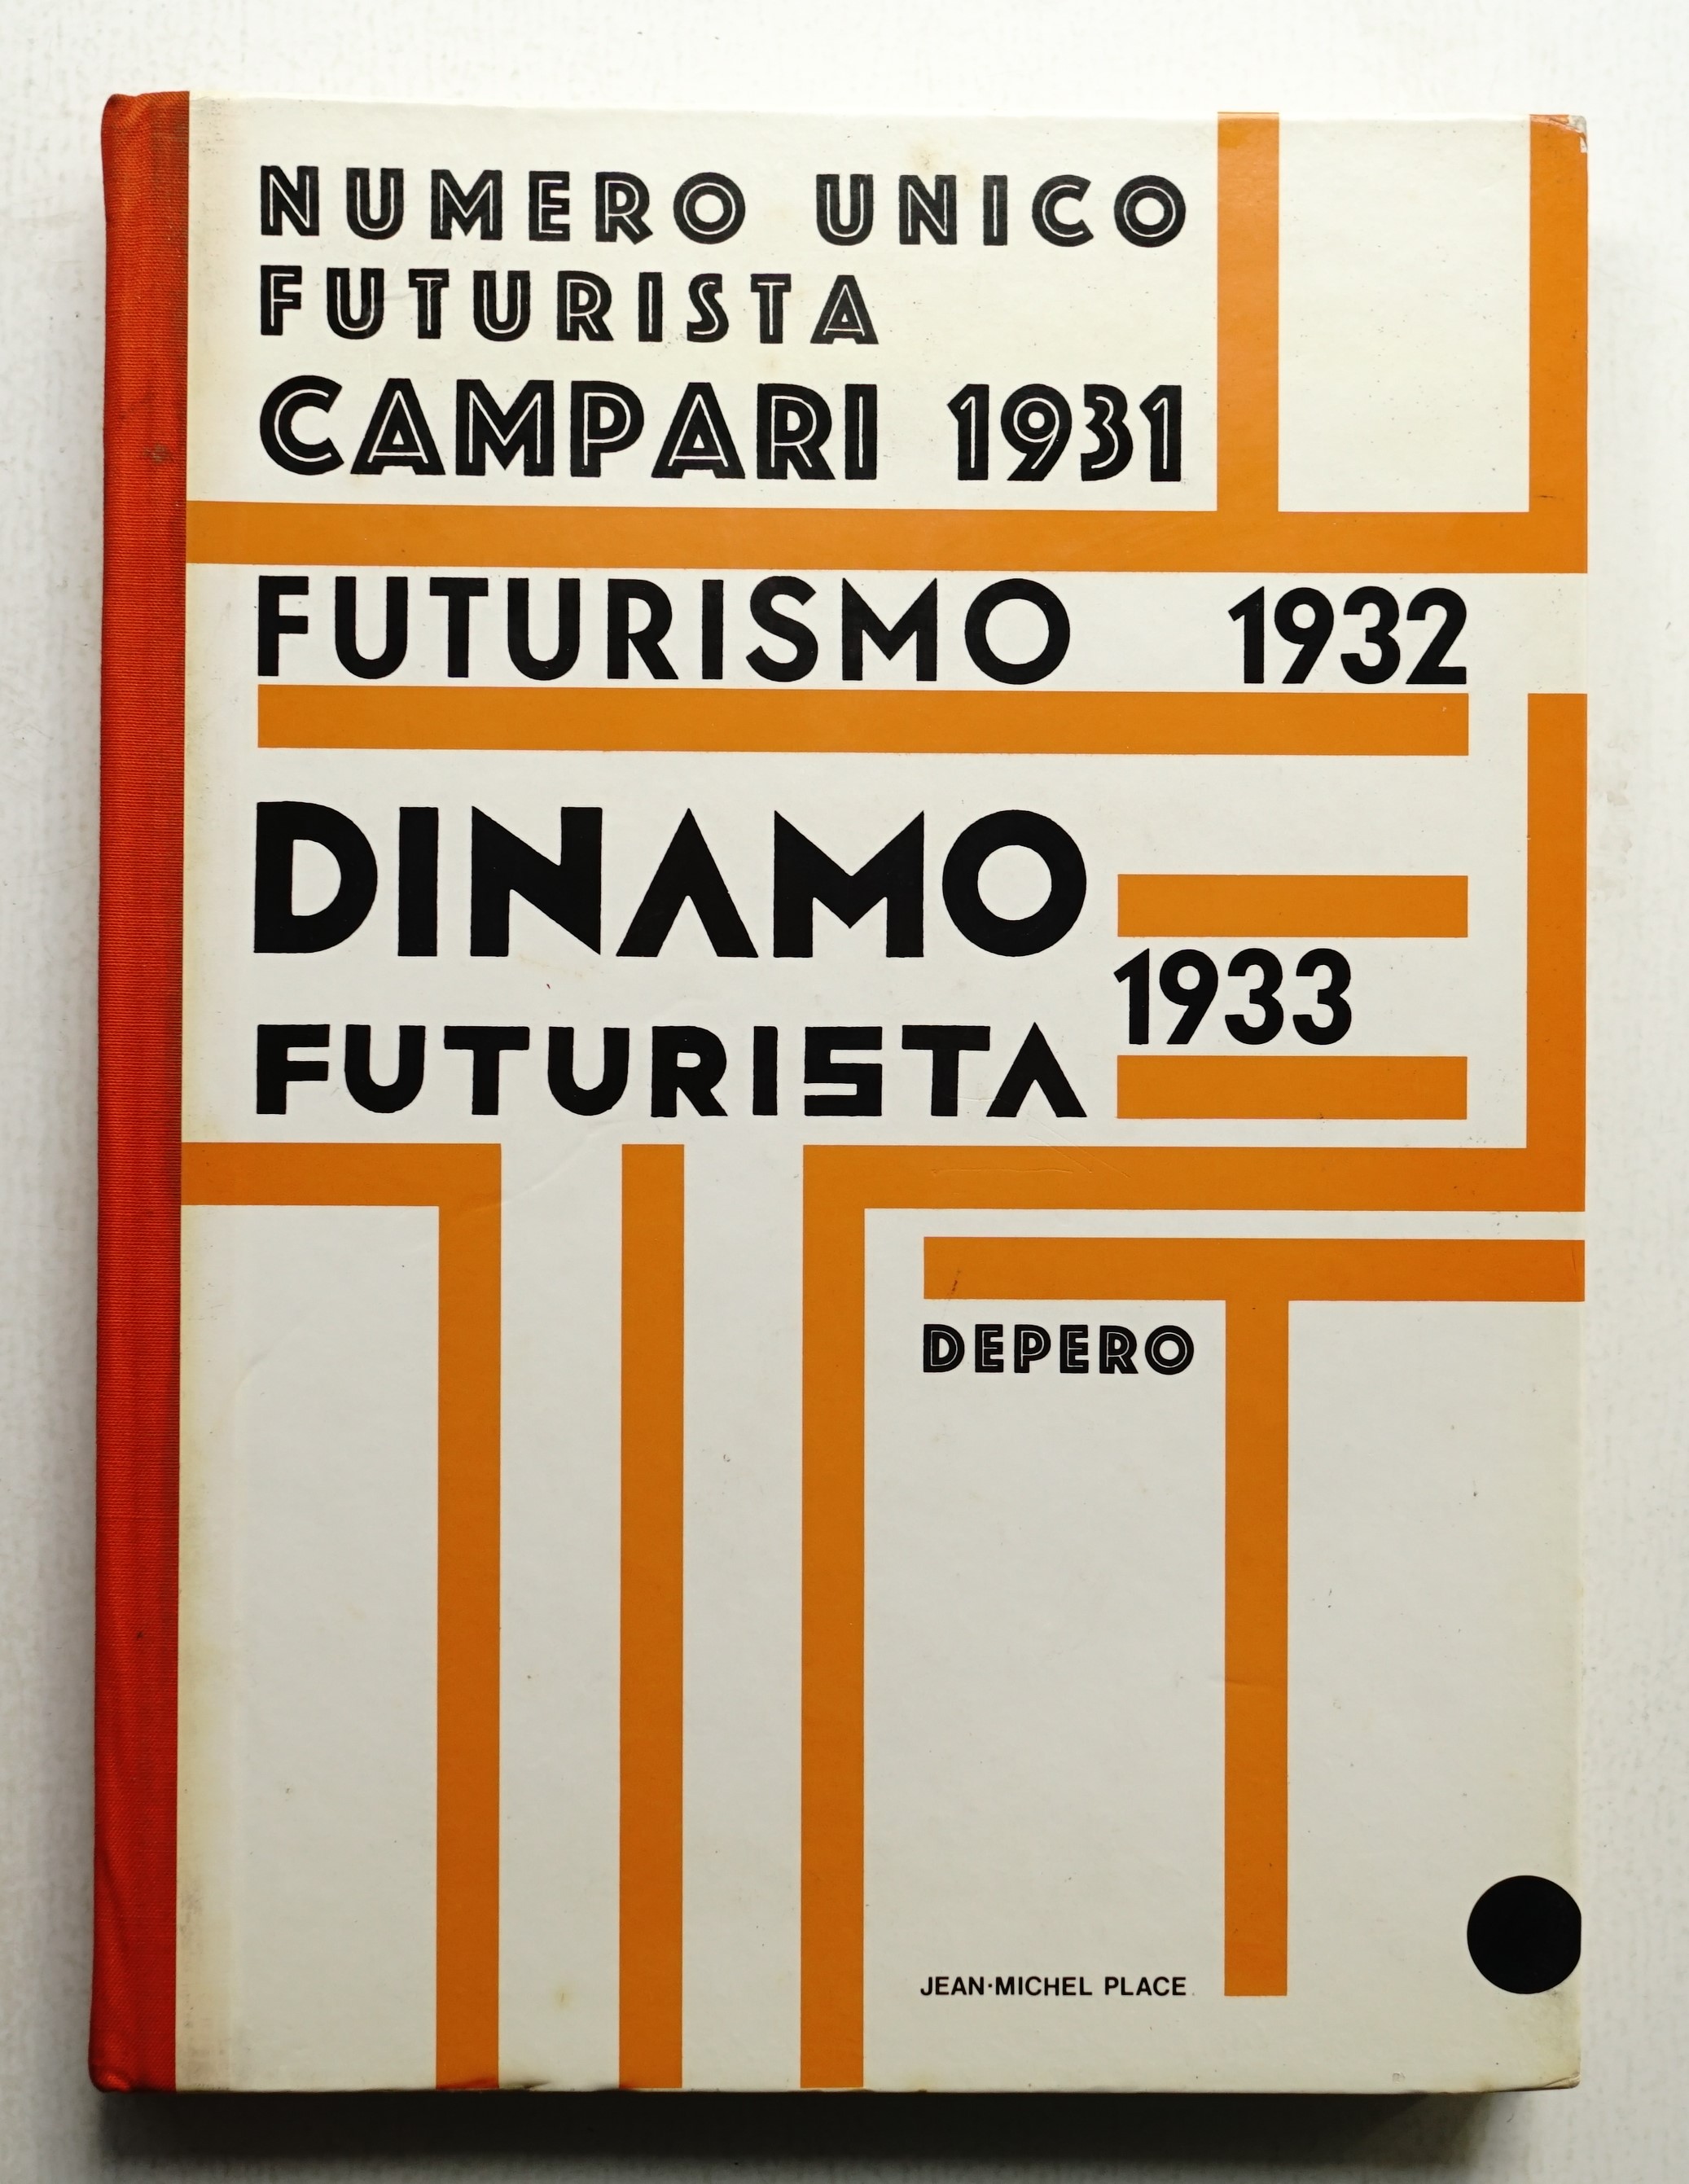 NUMERO UNICO
FUTURISTA
CAMPARI 1931
FUTURISMO 1932
DINAMO
FUTURISTA 1933
DEPERO
JEAN·MICHEL PLACE